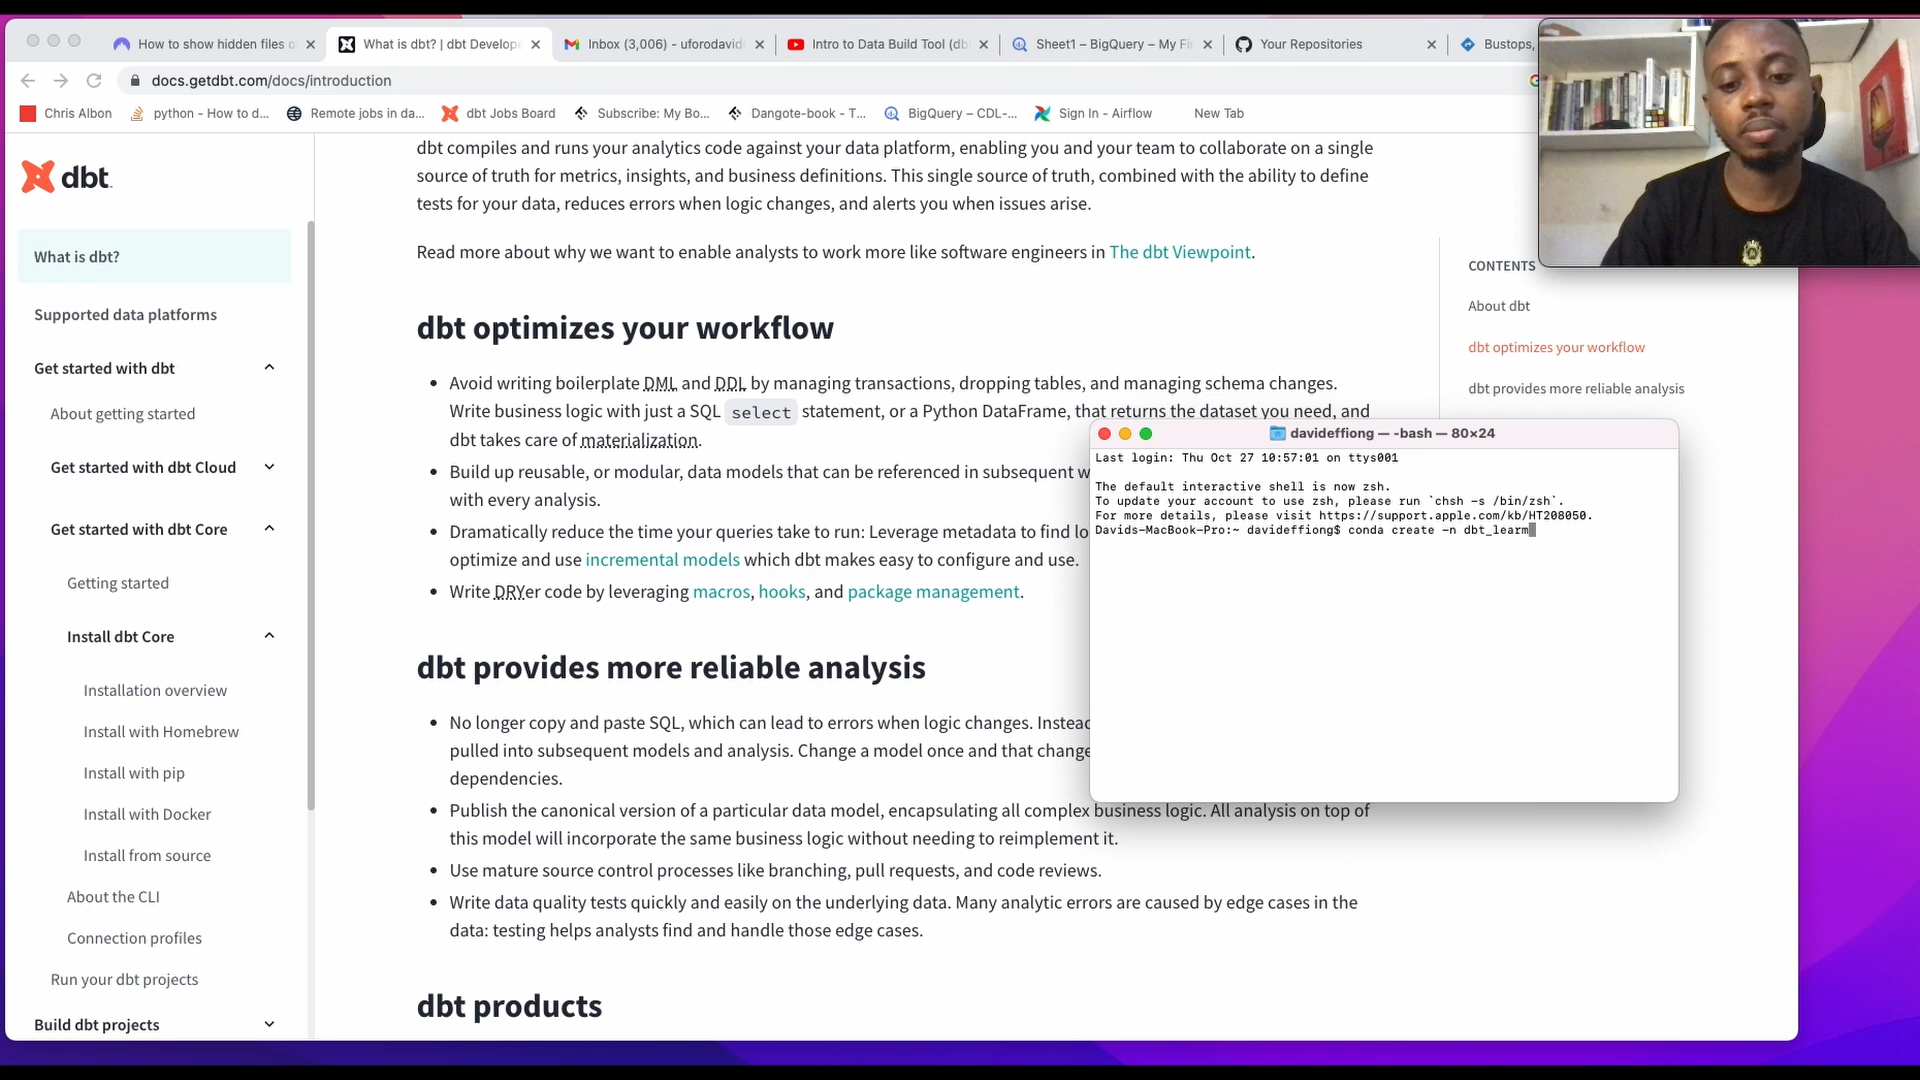 How to show hidden files o
What is dbt? | dbt Develope
Inbox (3,006) - uforodavid
Intro to Data Build Tool (db
Sheet1 – BigQuery – My Fi
Your Repositories
Bustops,
docs.getdbt.com/docs/introduction
Chris Albon
python - How to d...
Remote jobs in da...
dbt Jobs Board
Subscribe: My Bo...
Dangote-book - T...
BigQuery – CDL-...
Sign In - Airflow
New Tab
dbt
What is dbt?
Supported data platforms
Get started with dbt
About getting started
Get started with dbt Cloud
Get started with dbt Core
Getting started
Install dbt Core
Installation overview
Install with Homebrew
Install with pip
Install with Docker
Install from source
About the CLI
Connection profiles
Run your dbt projects
Build dbt projects
dbt compiles and runs your analytics code against your data platform, enabling you and your team to collaborate on a single
source of truth for metrics, insights, and business definitions. This single source of truth, combined with the ability to define
tests for your data, reduces errors when logic changes, and alerts you when issues arise.
Read more about why we want to enable analysts to work more like software engineers in The dbt Viewpoint.
dbt optimizes your workflow
• Avoid writing boilerplate DML and DDL by managing transactions, dropping tables, and managing schema changes.
Write business logic with just a SQL select statement, or a Python DataFrame, that returns the dataset you need, and
dbt takes care of materialization.
• Build up reusable, or modular, data models that can be referenced in subsequent w
with every analysis.
• Dramatically reduce the time your queries take to run: Leverage metadata to find lo
optimize and use incremental models which dbt makes easy to configure and use.
• Write DRYer code by leveraging macros, hooks, and package management.
dbt provides more reliable analysis
• No longer copy and paste SQL, which can lead to errors when logic changes. Instead
pulled into subsequent models and analysis. Change a model once and that change
dependencies.
• Publish the canonical version of a particular data model, encapsulating all complex business logic. All analysis on top of
this model will incorporate the same business logic without needing to reimplement it.
• Use mature source control processes like branching, pull requests, and code reviews.
• Write data quality tests quickly and easily on the underlying data. Many analytic errors are caused by edge cases in the
data: testing helps analysts find and handle those edge cases.
dbt products
CONTENTS
About dbt
dbt optimizes your workflow
dbt provides more reliable analysis
davideffiong — -bash — 80×24
Last login: Thu Oct 27 10:57:01 on ttys001
The default interactive shell is now zsh.
To update your account to use zsh, please run `chsh -s /bin/zsh`.
For more details, please visit https://support.apple.com/kb/HT208050.
Davids-MacBook-Pro:~ davideffiong$ conda create -n dbt_learm